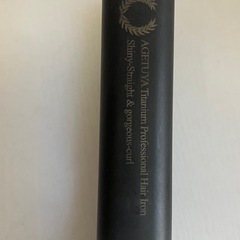 AGETUYA Titanium Professional Hair Iron
Shiny-Straight & gorgeous-curl